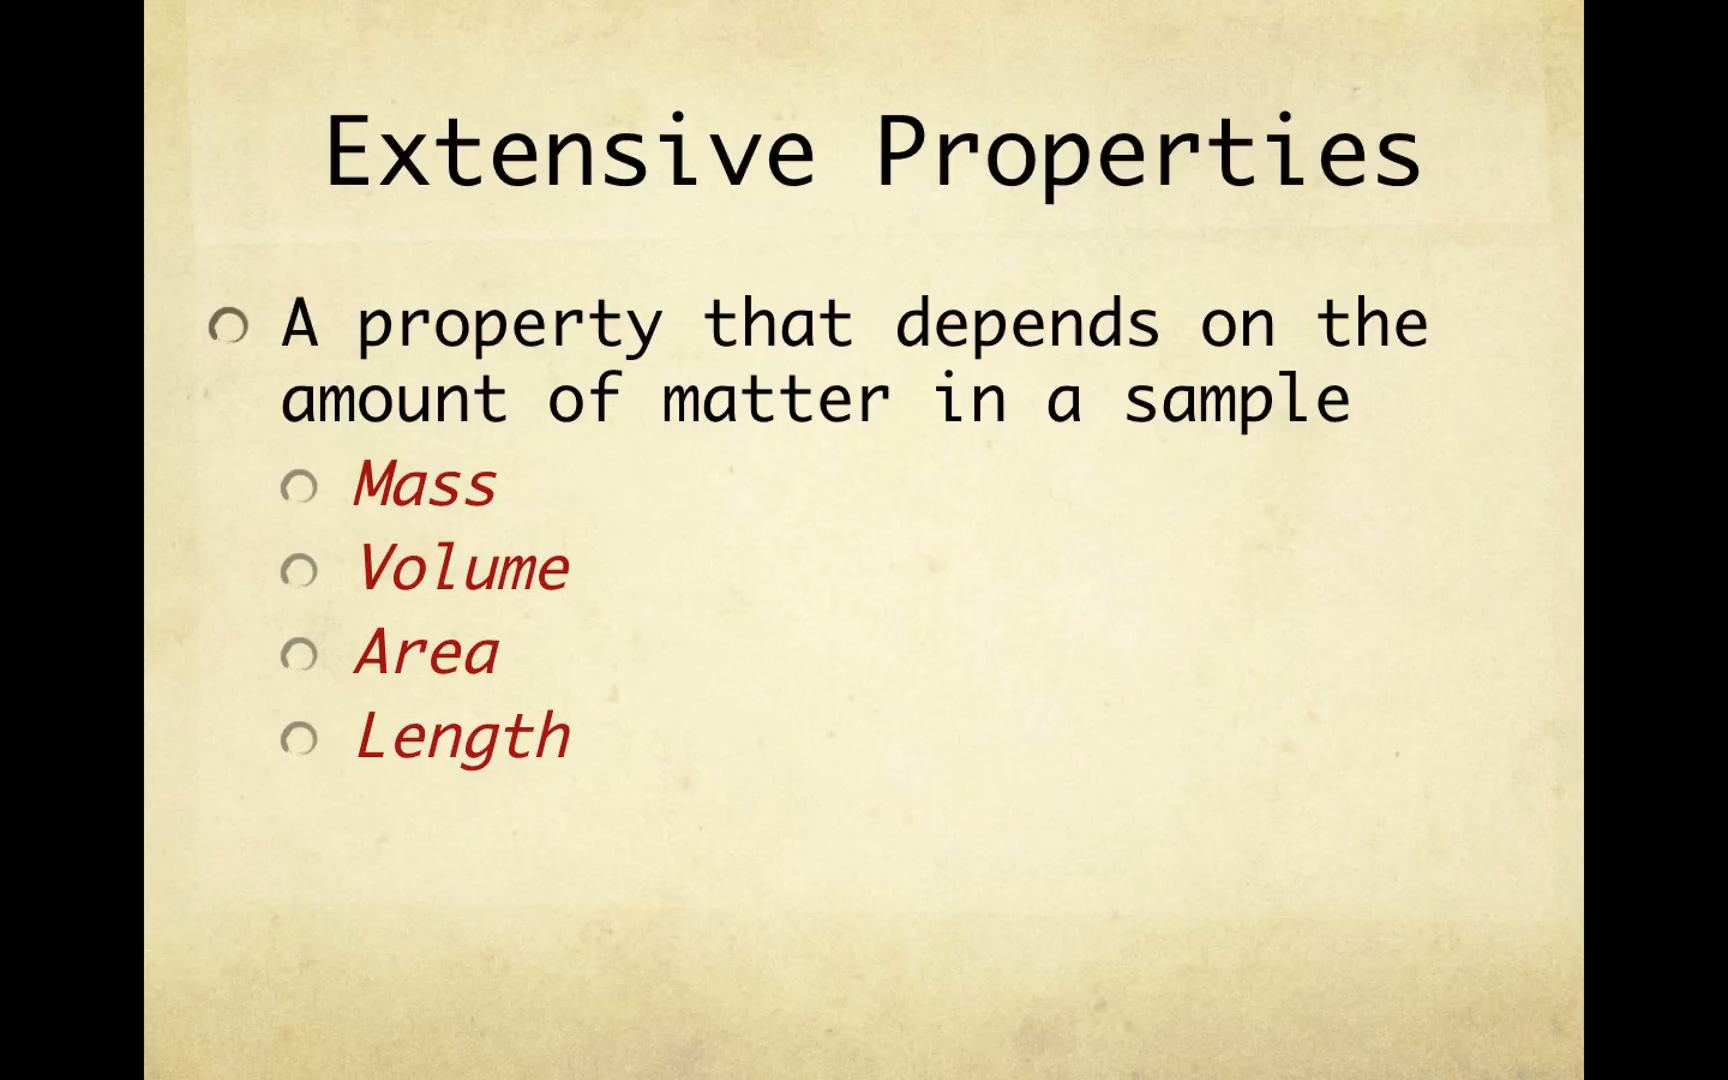 Extensive Properties
A property that depends on the
amount of matter in a sample
Mass
Volume
Area
Length